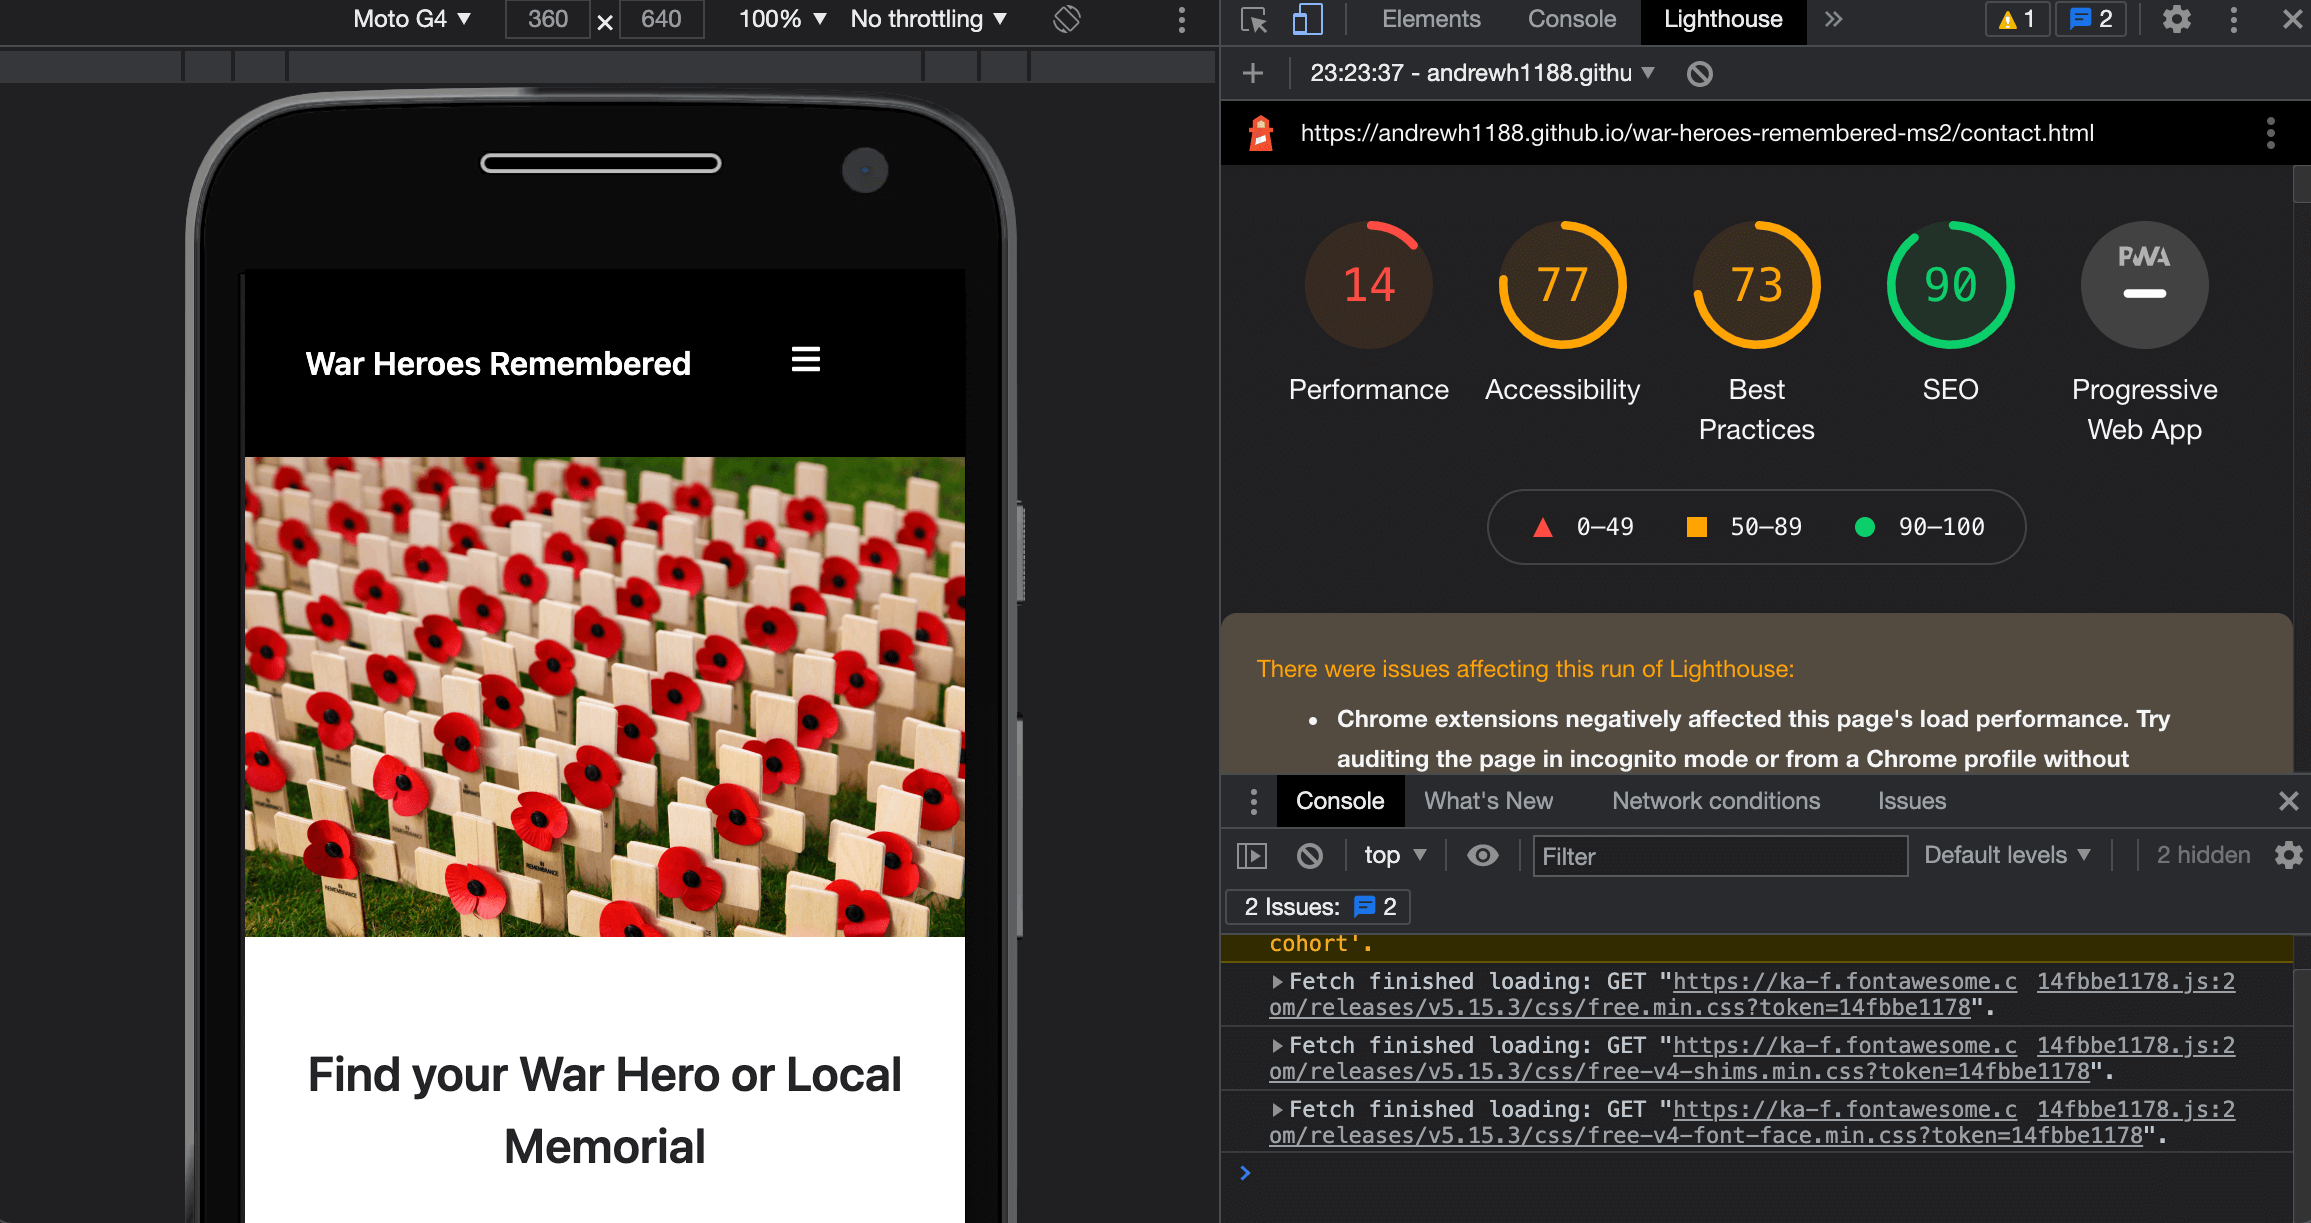 Moto G4 ▼ 360 × 640 100% ▼ No throttling ▼
Elements Console Lighthouse » 1 2
23:23:37 - andrewh1188.githu ▼
https://andrewh1188.github.io/war-heroes-remembered-ms2/contact.html
War Heroes Remembered
IN REMEMBRANCE
Find your War Hero or Local
Memorial
14 77 73 90 PWA
Performance Accessibility Best Practices SEO Progressive Web App
0–49 50–89 90–100
There were issues affecting this run of Lighthouse:
• Chrome extensions negatively affected this page's load performance. Try
auditing the page in incognito mode or from a Chrome profile without
Console What's New Network conditions Issues
top ▼ Filter Default levels ▼ 2 hidden
2 Issues: 2
cohort'.
Fetch finished loading: GET "https://ka-f.fontawesome.c 14fbbe1178.js:2
om/releases/v5.15.3/css/free.min.css?token=14fbbe1178".
Fetch finished loading: GET "https://ka-f.fontawesome.c 14fbbe1178.js:2
om/releases/v5.15.3/css/free-v4-shims.min.css?token=14fbbe1178".
Fetch finished loading: GET "https://ka-f.fontawesome.c 14fbbe1178.js:2
om/releases/v5.15.3/css/free-v4-font-face.min.css?token=14fbbe1178".